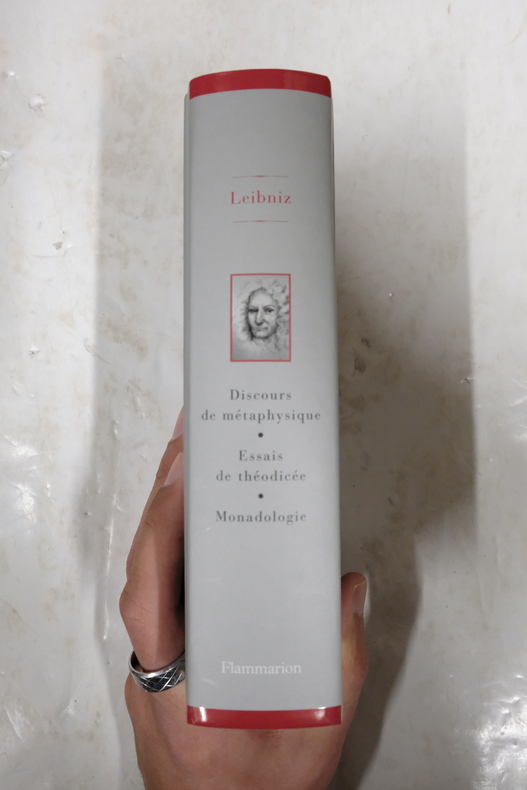 Leibniz
Discours
de métaphysique
•
Essais
de théodicée
•
Monadologie
Flammarion